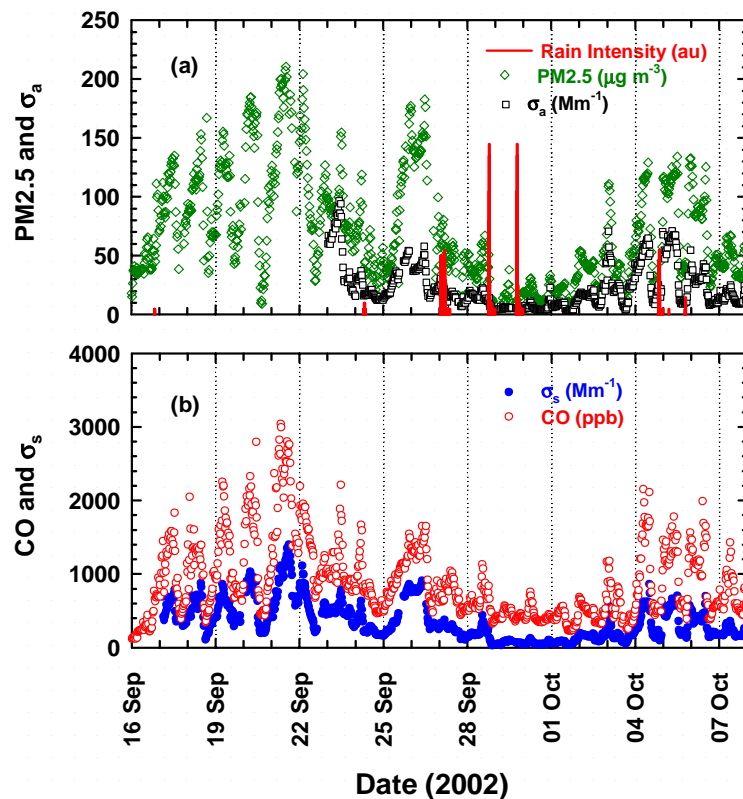 250
200
150
100
50
0
PM2.5 and σa
(a)
Rain Intensity (au)
PM2.5 (μg m-3)
σa (Mm-1)
4000
3000
2000
1000
0
CO and σs
(b)
σs (Mm-1)
CO (ppb)
16 Sep
19 Sep
22 Sep
25 Sep
28 Sep
01 Oct
04 Oct
07 Oct
Date (2002)